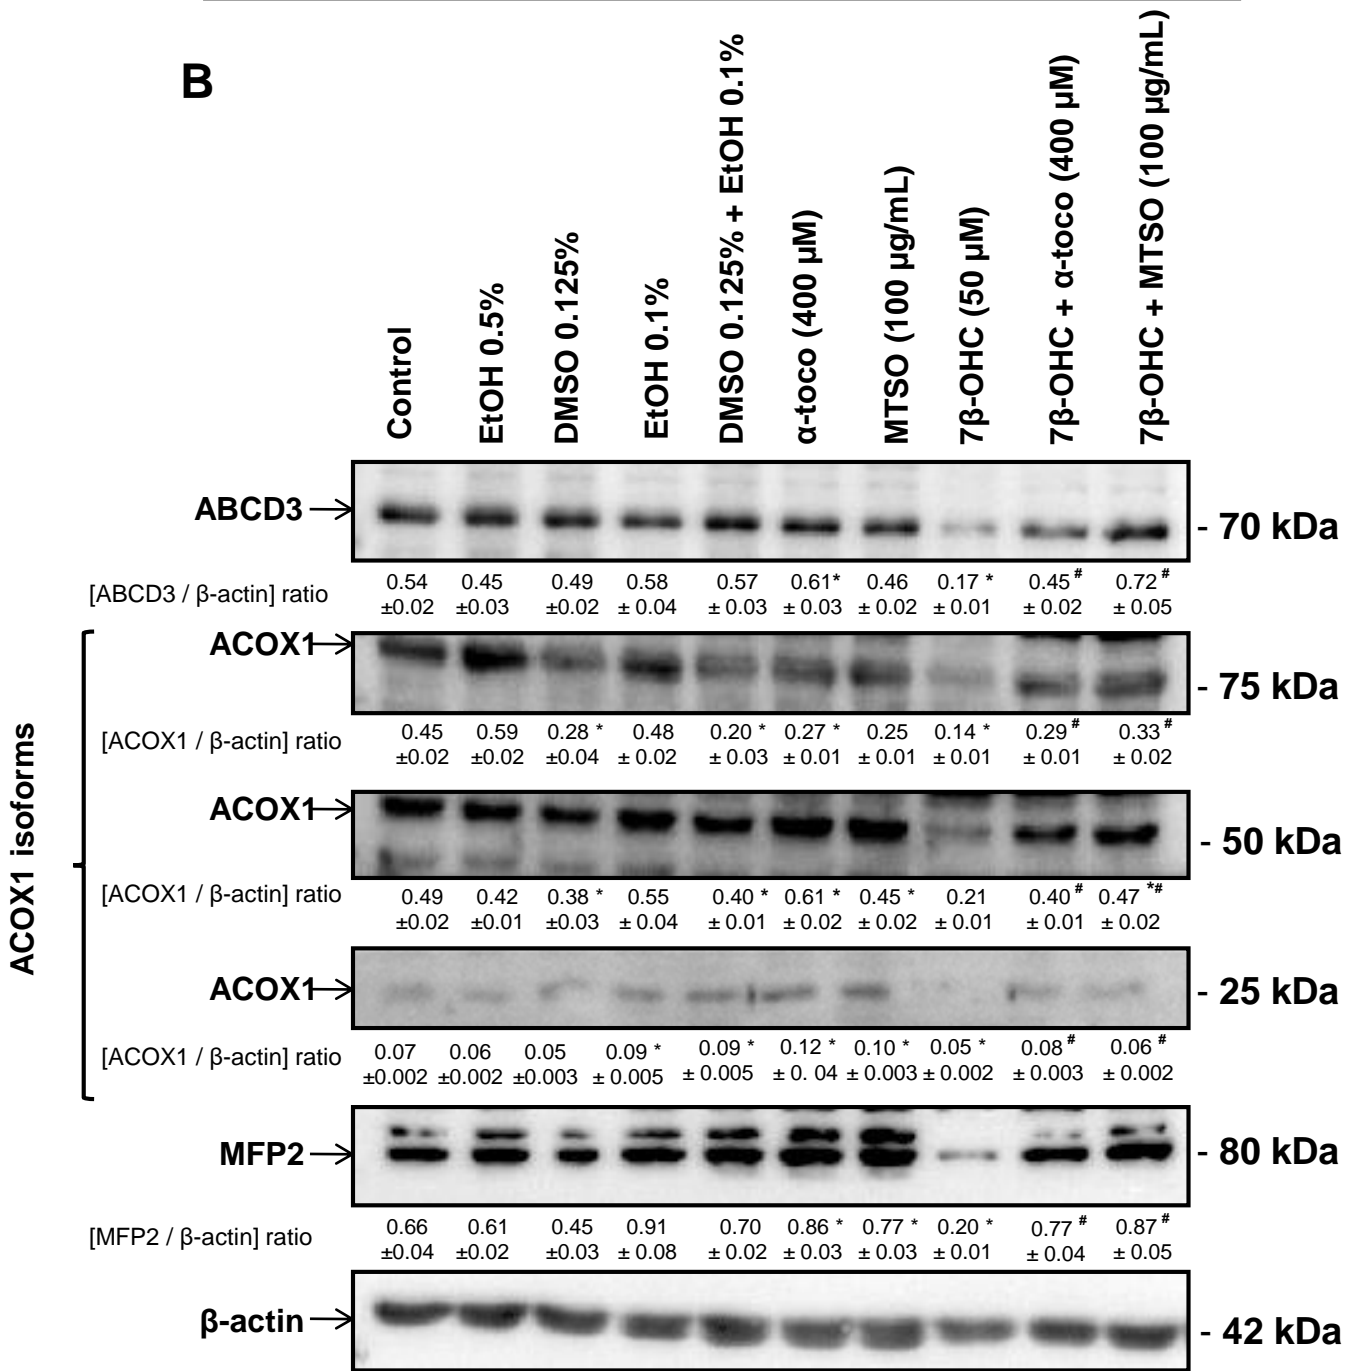 B
Control
EtOH 0.5%
DMSO 0.125%
EtOH 0.1%
DMSO 0.125% + EtOH 0.1%
α-toco (400 µM)
MTSO (100 µg/mL)
7β-OHC (50 µM)
7β-OHC + α-toco (400 µM)
7β-OHC + MTSO (100 µg/mL)
ABCD3
- 70 kDa
[ABCD3 / β-actin] ratio
0.54 0.45 0.49 0.58 0.57 0.61* 0.46 0.17 * 0.45 # 0.72 #
±0.02 ±0.03 ±0.02 ± 0.04 ± 0.03 ± 0.03 ± 0.02 ± 0.01 ± 0.02 ± 0.05
ACOX1 isoforms
ACOX1
- 75 kDa
[ACOX1 / β-actin] ratio
0.45 0.59 0.28 * 0.48 0.20 * 0.27 * 0.25 0.14 * 0.29 # 0.33 #
±0.02 ±0.02 ±0.04 ± 0.02 ± 0.03 ± 0.01 ± 0.01 ± 0.01 ± 0.01 ± 0.02
ACOX1
- 50 kDa
[ACOX1 / β-actin] ratio
0.49 0.42 0.38 * 0.55 0.40 * 0.61 * 0.45 * 0.21 0.40 # 0.47 *#
±0.02 ±0.01 ±0.03 ± 0.04 ± 0.01 ± 0.02 ± 0.02 ± 0.01 ± 0.01 ± 0.02
ACOX1
- 25 kDa
[ACOX1 / β-actin] ratio
0.07 0.06 0.05 0.09 * 0.09 * 0.12 * 0.10 * 0.05 * 0.08 # 0.06 #
±0.002 ±0.002 ±0.003 ± 0.005 ± 0.005 ± 0. 04 ± 0.003 ± 0.002 ± 0.003 ± 0.002
MFP2
- 80 kDa
[MFP2 / β-actin] ratio
0.66 0.61 0.45 0.91 0.70 0.86 * 0.77 * 0.20 * 0.77 # 0.87 #
±0.04 ±0.02 ±0.03 ± 0.08 ± 0.02 ± 0.03 ± 0.03 ± 0.01 ± 0.04 ± 0.05
β-actin
- 42 kDa